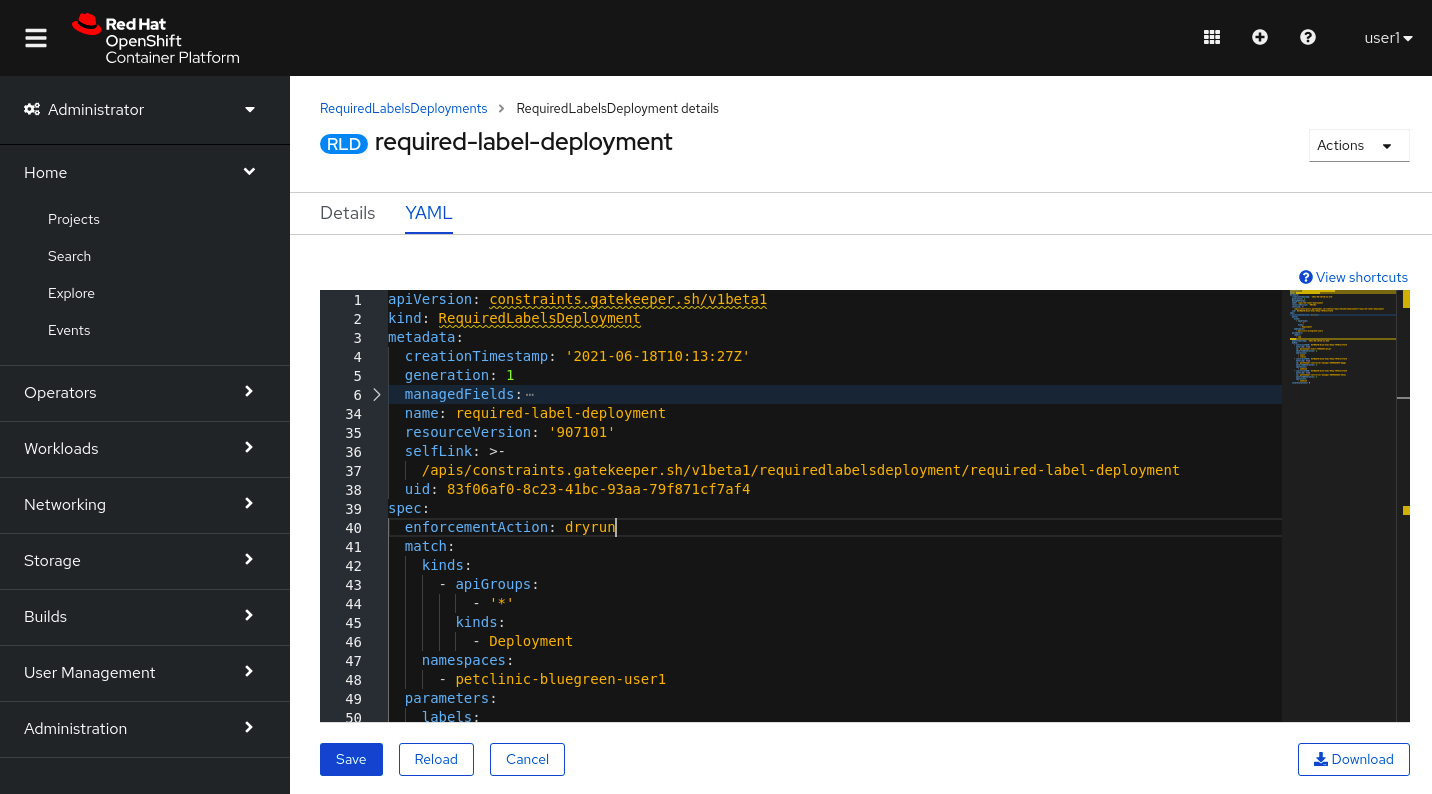 Red Hat
OpenShift
Container Platform
user1
Administrator
Home
Projects
Search
Explore
Events
Operators
Workloads
Networking
Storage
Builds
User Management
Administration
RequiredLabelsDeployments > RequiredLabelsDeployment details
RLD required-label-deployment
Actions
Details YAML
View shortcuts
1 apiVersion: constraints.gatekeeper.sh/v1beta1
2 kind: RequiredLabelsDeployment
3 metadata:
4   creationTimestamp: '2021-06-18T10:13:27Z'
5   generation: 1
6   managedFields:⋯
34   name: required-label-deployment
35   resourceVersion: '907101'
36   selfLink: >-
37     /apis/constraints.gatekeeper.sh/v1beta1/requiredlabelsdeployment/required-label-deployment
38   uid: 83f06af0-8c23-41bc-93aa-79f871cf7af4
39 spec:
40   enforcementAction: dryrun
41   match:
42     kinds:
43       - apiGroups:
44           - '*'
45         kinds:
46           - Deployment
47     namespaces:
48       - petclinic-bluegreen-user1
49   parameters:
50     labels:
Save Reload Cancel Download